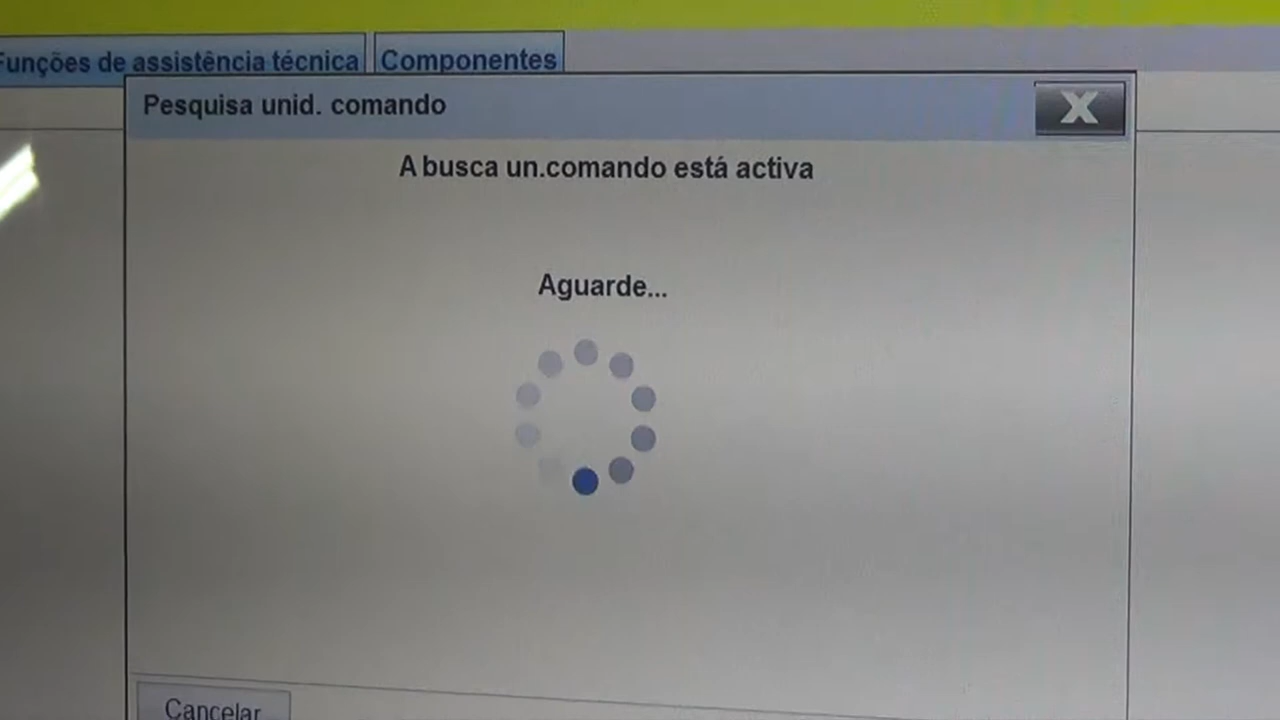 Funções de assistência técnica
Componentes
Pesquisa unid. comando
X
A busca un.comando está activa
Aguarde...
Cancelar